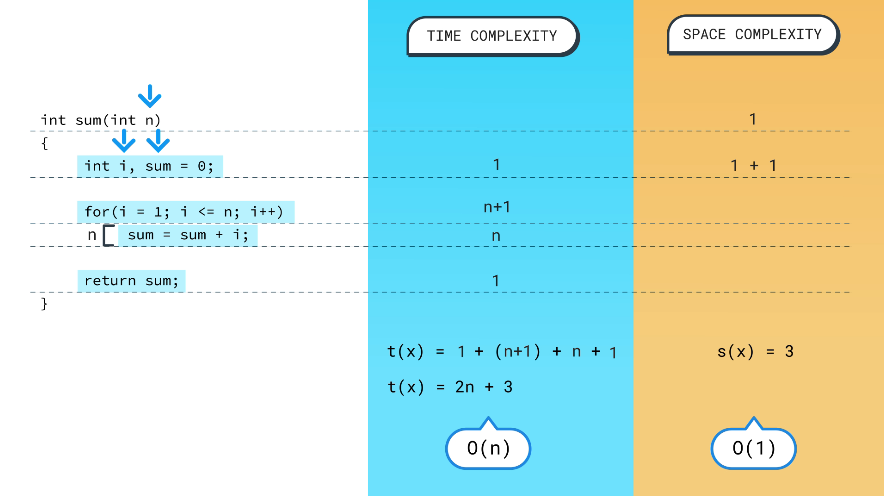 TIME COMPLEXITY SPACE COMPLEXITY
int sum(int n) 1
{
int i, sum = 0; 1 1 + 1
for(i = 1; i <= n; i++) n+1
n sum = sum + i; n
return sum; 1
}
t(x) = 1 + (n+1) + n + 1 s(x) = 3
t(x) = 2n + 3
O(n) O(1)